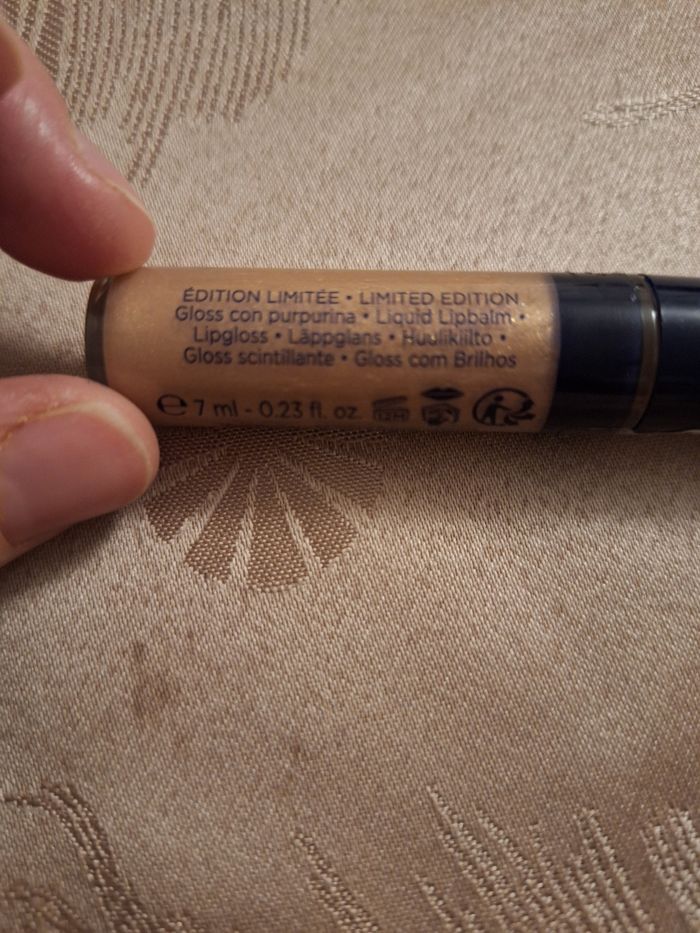 ÉDITION LIMITÉE • LIMITED EDITION
Gloss con purpurina • Liquid Lipbalm •
Lipgloss • Läppglans • Huulikiilto •
Gloss scintillante • Gloss com Brilhos
℮ 7 ml - 0.23 fl. oz. 12M